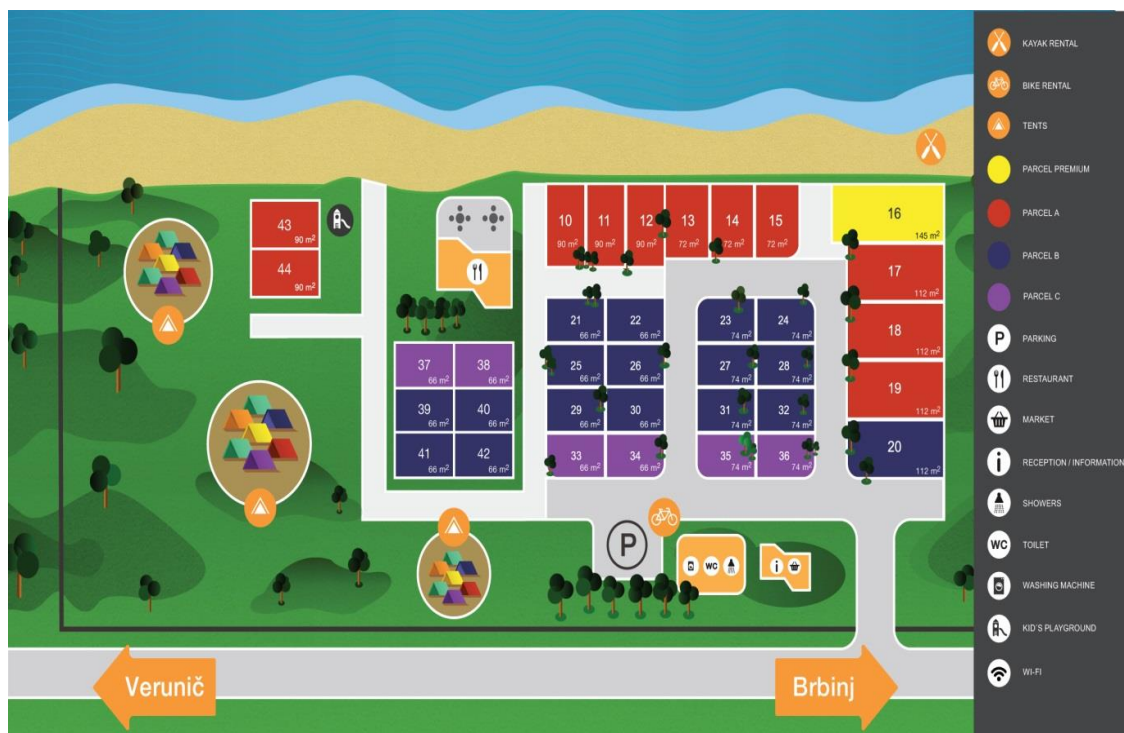 10
90 m²
11
90 m²
12
90 m²
13
72 m²
14
72 m²
15
72 m²
16
145 m²
43
90 m²
44
90 m²
17
112 m²
18
112 m²
19
112 m²
20
112 m²
21
66 m²
22
66 m²
23
74 m²
24
74 m²
25
66 m²
26
66 m²
27
74 m²
28
74 m²
29
66 m²
30
66 m²
31
74 m²
32
74 m²
33
66 m²
34
66 m²
35
74 m²
36
74 m²
37
66 m²
38
66 m²
39
66 m²
40
66 m²
41
66 m²
42
66 m²
P
WC
i
Verunič
Brbinj
KAYAK RENTAL
BIKE RENTAL
TENTS
PARCEL PREMIUM
PARCEL A
PARCEL B
PARCEL C
P PARKING
RESTAURANT
MARKET
i RECEPTION / INFORMATION
SHOWERS
WC TOILET
WASHING MACHINE
KID´S PLAYGROUND
WI-FI